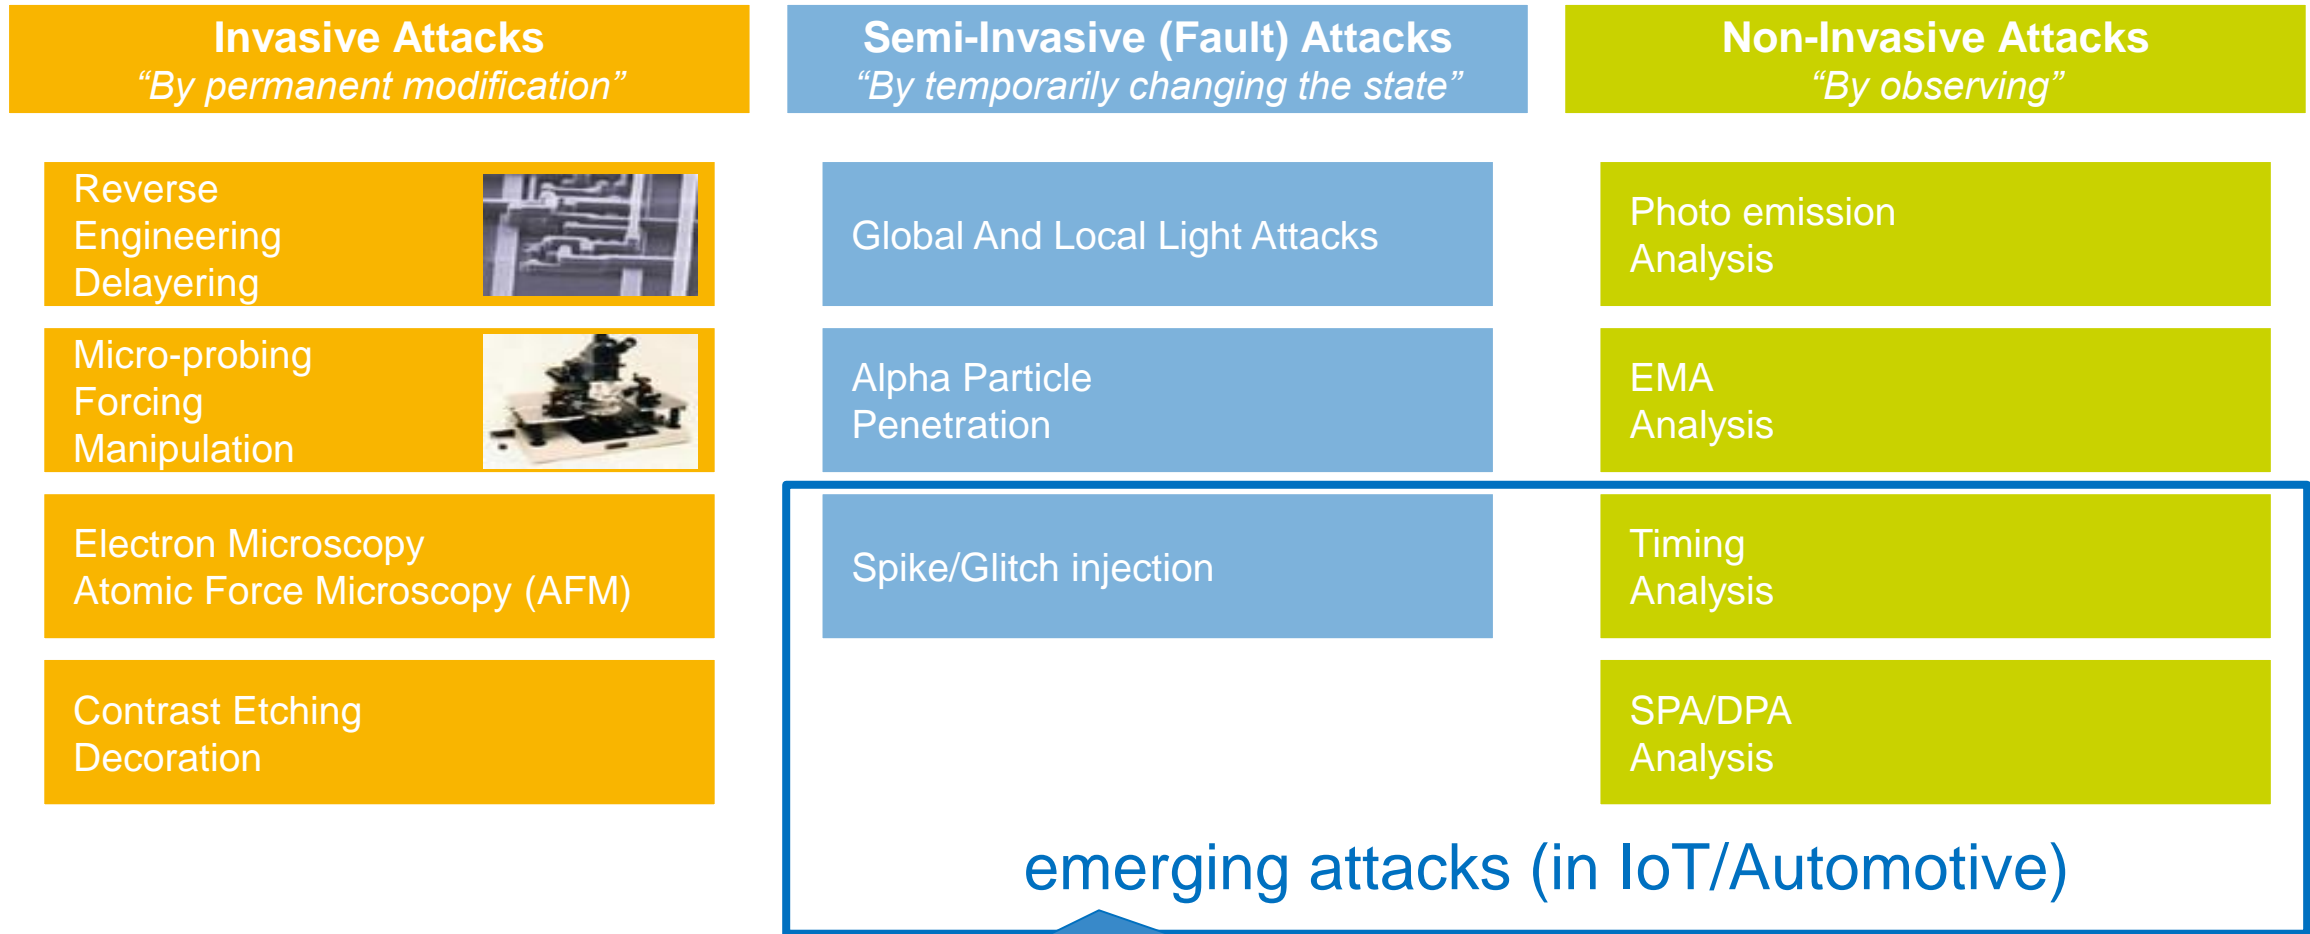 Invasive Attacks
“By permanent modification”
Reverse
Engineering
Delayering
Micro-probing
Forcing
Manipulation
Electron Microscopy
Atomic Force Microscopy (AFM)
Contrast Etching
Decoration
Semi-Invasive (Fault) Attacks
“By temporarily changing the state”
Global And Local Light Attacks
Alpha Particle
Penetration
Spike/Glitch injection
Non-Invasive Attacks
“By observing”
Photo emission
Analysis
EMA
Analysis
Timing
Analysis
SPA/DPA
Analysis
emerging attacks (in IoT/Automotive)